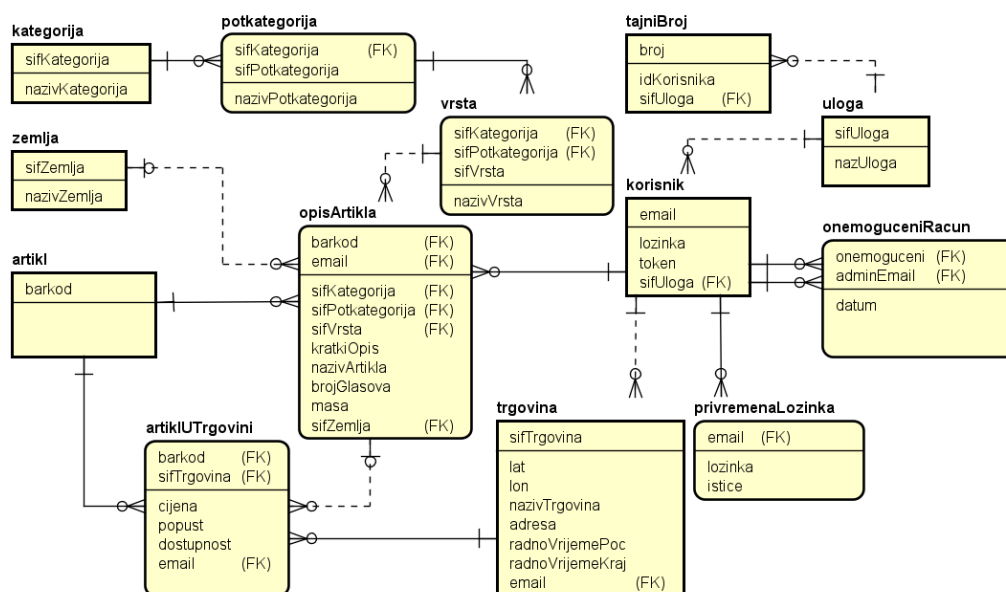 kategorija
sifKategorija
nazivKategorija
potkategorija
sifKategorija (FK)
sifPotkategorija
nazivPotkategorija
tajniBroj
broj
idKorisnika
sifUloga (FK)
uloga
sifUloga
nazUloga
vrsta
sifKategorija (FK)
sifPotkategorija (FK)
sifVrsta
nazivVrsta
zemlja
sifZemlja
nazivZemlja
korisnik
email
lozinka
token
sifUloga (FK)
opisArtikla
barkod (FK)
email (FK)
sifKategorija (FK)
sifPotkategorija (FK)
sifVrsta (FK)
kratkiOpis
nazivArtikla
brojGlasova
masa
sifZemlja (FK)
onemoguceniRacun
onemoguceni (FK)
adminEmail (FK)
datum
artikl
barkod
trgovina
sifTrgovina
lat
lon
nazivTrgovina
adresa
radnoVrijemePoc
radnoVrijemeKraj
email (FK)
privremenaLozinka
email (FK)
lozinka
istice
artiklUTrgovini
barkod (FK)
sifTrgovina (FK)
cijena
popust
dostupnost
email (FK)